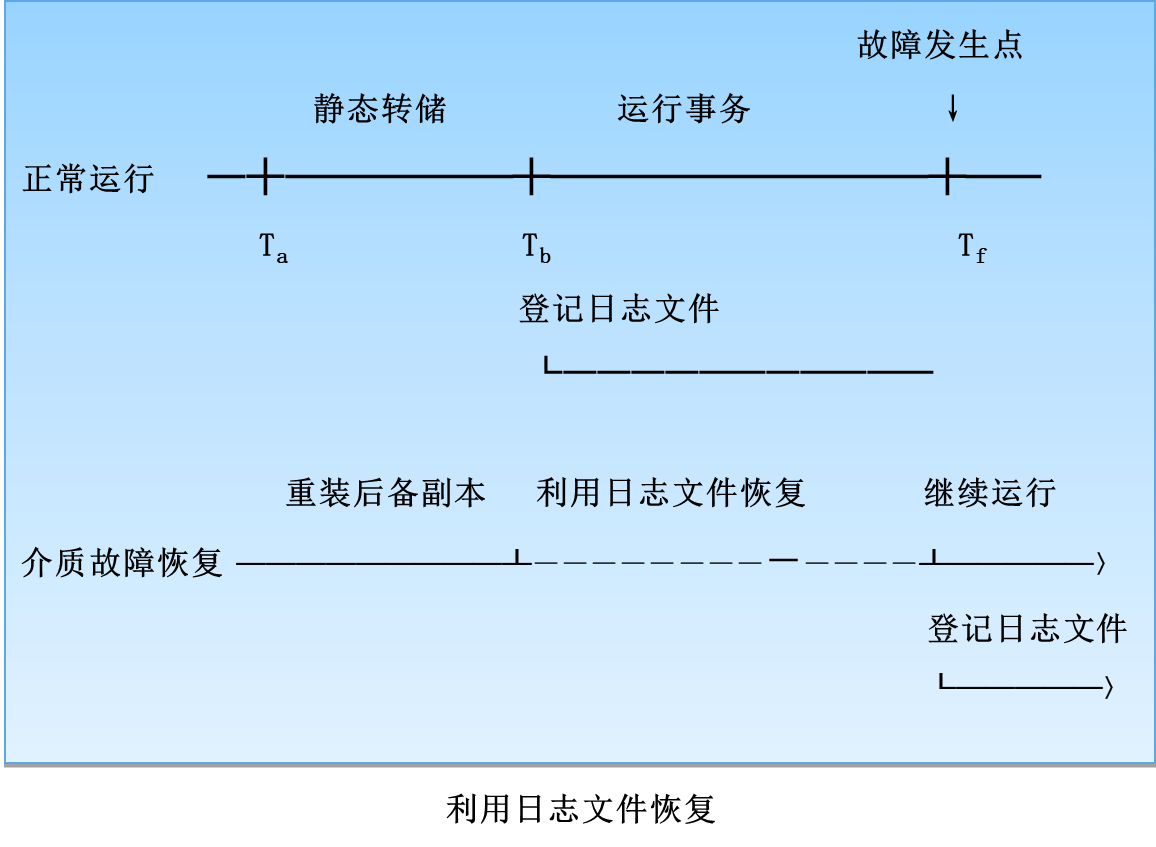 故障发生点
静态转储 运行事务 ↓
正常运行
Ta Tb Tf
登记日志文件
重装后备副本 利用日志文件恢复 继续运行
介质故障恢复
登记日志文件
利用日志文件恢复